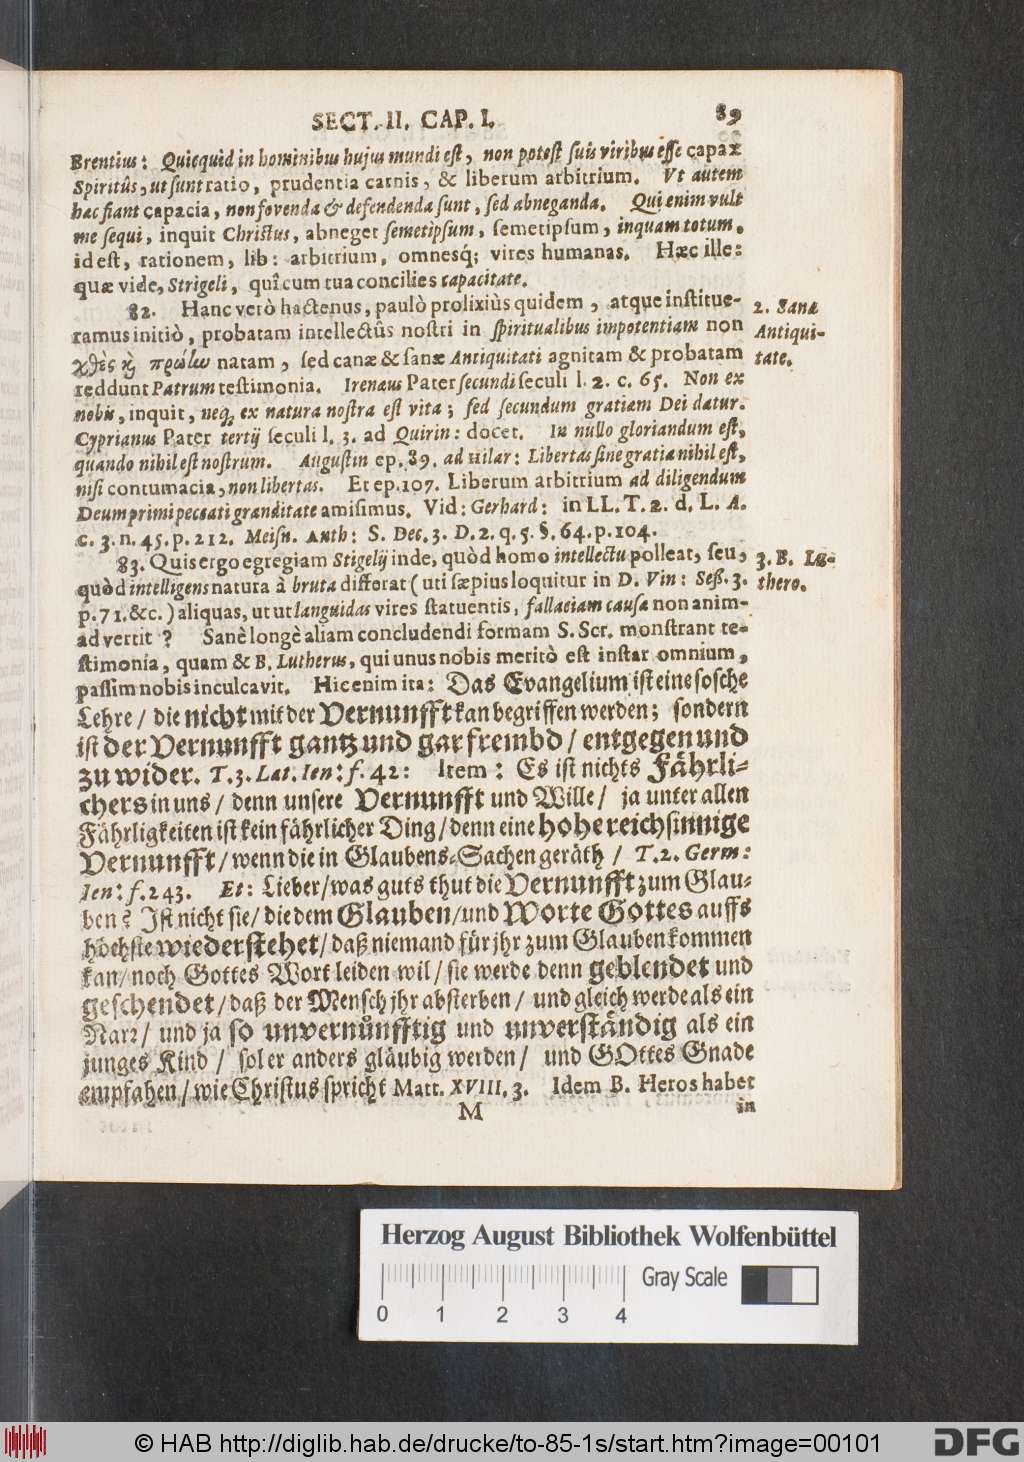 SECT. II. CAP. I. 89
Brentius: Quicquid in hominibus hujus mundi est, non potest suis viribus esse capax
Spiritûs, ut sunt ratio, prudentia carnis, & liberum arbitrium. Ut autem
hac fiant capacia, non fovenda & defendenda sunt, sed abneganda. Qui enim vult
me sequi, inquit Christus, abneget semetipsum, semetipsum, inquam totum,
id est, rationem, lib: arbitrium, omnesq́; vires humanas. Hæc ille:
quæ vide, Strigeli, quî cum tua concilies capacitate.
82. Hanc verò hactenus, paulò prolixiùs quidem, atque institue-
ramus initiò, probatam intellectûs nostri in spiritualibus impotentiam non
χθὲς κὴ πρώlω natam, sed canæ & sanæ Antiquitati agnitam & probatam
reddunt Patrum testimonia. Irenæus Pater secundi seculi l. 2. c. 65. Non ex
nobis, inquit, neq; ex natura nostra est vita; sed secundum gratiam Dei datur.
Cyprianus Pater tertij seculi l. 3. ad Quirin: docet. In nullo gloriandum est,
quando nihil est nostrum. Augustin ep. 89. ad Hilar: Libertas sine gratia nihil est,
nisi contumacia, non libertas. Et ep. 107. Liberum arbitrium ad diligendum
Deum primi peccati granditate amisimus. Vid: Gerhard: in LL. T. 2. d. L. A.
c. 3. n. 45. p. 212. Meisn. Anth: S. Dec. 3. D. 2. q. 5. §. 64. p. 104.
2. Sanæ
Antiqui-
tate.
83. Quis ergo egregiam Stigelij inde, quòd homo intellectu polleat, seu,
quòd intelligens natura à bruta differat (uti sæpius loquitur in D. Vin: Seß. 3.
p. 71. &c.) aliquas, ut ut languidas vires statuentis, fallaciam causæ non anim-
advertit? Sanè longè aliam concludendi formam S. Scr. monstrant te-
stimonia, quam & B. Lutherus, qui unus nobis meritò est instar omnium,
passim nobis inculcavit. Hic enim ita: Das Evangelium ist eine solche
Lehre / die nicht mit der Vernunfft kan begriffen werden; sondern
ist der Vernunfft gantz und gar frembd / entgegen und
zu wider. T. 3. Lat. Ien: f. 42: Item: Es ist nichts Fährli-
chers in uns / denn unsere Vernunfft und Wille / ja unter allen
Fährligkeiten ist kein fährlicher Ding / denn eine hohe reichsinnige
Vernunfft / wenn die in Glaubens-Sachen geräth / T. 2. Germ:
Ien: f. 243. Et: Lieber / was guts thut die Vernunfft zum Glau-
ben? Ist nicht sie / die dem Glauben / und Worte Gottes auffs
höchste wiederstehet / daß niemand für jhr zum Glauben kommen
kan / noch Gottes Wort leiden wil / sie werde denn geblendet und
geschendet / daß der Mensch jhr absterben / und gleich werde als ein
Narr / und ja so unvernůnfftig und unverständig als ein
junges Kind / sol er anders gläubig werden / und GOttes Gnade
empfahen / wie Christus spricht Matt. XVIII. 3. Idem B. Heros habet
3. B. Lu-
thero.
M in
Herzog August Bibliothek Wolfenbüttel
0 1 2 3 4
Gray Scale
© HAB http://diglib.hab.de/drucke/to-85-1s/start.htm?image=00101
DFG